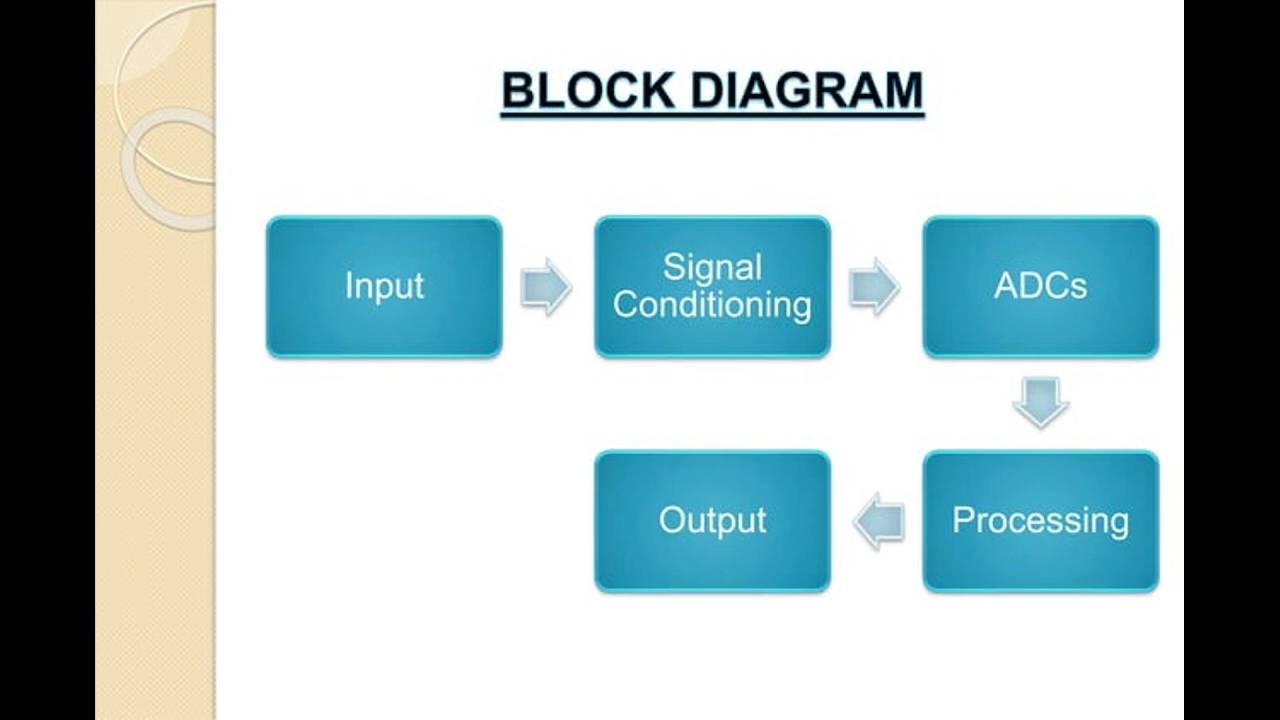 BLOCK DIAGRAM
Input
Signal
Conditioning
ADCs
Processing
Output